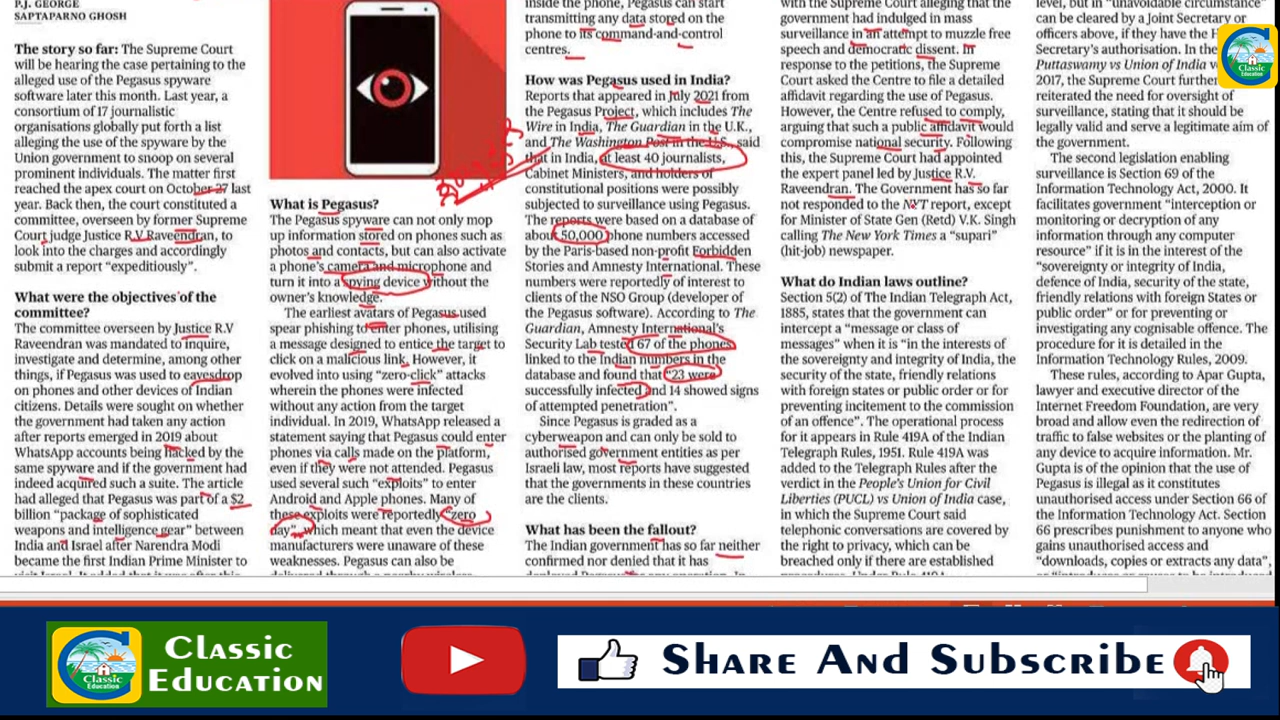 P.J. GEORGE
SAPTAPARNO GHOSH
The story so far: The Supreme Court
will be hearing the case pertaining to the
alleged use of the Pegasus spyware
software later this month. Last year, a
consortium of 17 journalistic
organisations globally put forth a list
alleging the use of the spyware by the
Union government to snoop on several
prominent individuals. The matter first
reached the apex court on October 27 last
year. Back then, the court constituted a
committee, overseen by former Supreme
Court judge Justice R.V Raveendran, to
look into the charges and accordingly
submit a report “expeditiously”.
What were the objectives of the
committee?
The committee overseen by Justice R.V
Raveendran was mandated to inquire,
investigate and determine, among other
things, if Pegasus was used to eavesdrop
on phones and other devices of Indian
citizens. Details were sought on whether
the government had taken any action
after reports emerged in 2019 about
WhatsApp accounts being hacked by the
same spyware and if the government had
indeed acquired such a suite. The article
had alleged that Pegasus was part of a $2
billion “package of sophisticated
weapons and intelligence gear” between
India and Israel after Narendra Modi
became the first Indian Prime Minister to
What is Pegasus?
The Pegasus spyware can not only mop
up information stored on phones such as
photos and contacts, but can also activate
a phone's camera and microphone and
turn it into a spying device without the
owner's knowledge.
The earliest avatars of Pegasus used
spear phishing to enter phones, utilising
a message designed to entice the target to
click on a malicious link. However, it
evolved into using “zero-click” attacks
wherein the phones were infected
without any action from the target
individual. In 2019, WhatsApp released a
statement saying that Pegasus could enter
phones via calls made on the platform,
even if they were not attended. Pegasus
used several such “exploits” to enter
Android and Apple phones. Many of
these exploits were reportedly “zero
day”, which meant that even the device
manufacturers were unaware of these
weaknesses. Pegasus can also be
inside the phone, Pegasus can start
transmitting any data stored on the
phone to its command-and-control
centres.
How was Pegasus used in India?
Reports that appeared in July 2021 from
the Pegasus Project, which includes The
Wire in India, The Guardian in the U.K.,
and The Washington Post in the U.S., said
that in India, at least 40 journalists,
Cabinet Ministers, and holders of
constitutional positions were possibly
subjected to surveillance using Pegasus.
The reports were based on a database of
about 50,000 phone numbers accessed
by the Paris-based non-profit Forbidden
Stories and Amnesty International. These
numbers were reportedly of interest to
clients of the NSO Group (developer of
the Pegasus software). According to The
Guardian, Amnesty International's
Security Lab tested 67 of the phones
linked to the Indian numbers in the
database and found that “23 were
successfully infected and 14 showed signs
of attempted penetration”.
Since Pegasus is graded as a
cyberweapon and can only be sold to
authorised government entities as per
Israeli law, most reports have suggested
that the governments in these countries
are the clients.
What has been the fallout?
The Indian government has so far neither
confirmed nor denied that it has
with the Supreme Court alleging that the
government had indulged in mass
surveillance in an attempt to muzzle free
speech and democratic dissent. In
response to the petitions, the Supreme
Court asked the Centre to file a detailed
affidavit regarding the use of Pegasus.
However, the Centre refused to comply,
arguing that such a public affidavit would
compromise national security. Following
this, the Supreme Court had appointed
the expert panel led by Justice R.V.
Raveendran. The Government has so far
not responded to the NYT report, except
for Minister of State Gen (Retd) V.K. Singh
calling The New York Times a “supari”
(hit-job) newspaper.
What do Indian laws outline?
Section 5(2) of The Indian Telegraph Act,
1885, states that the government can
intercept a “message or class of
messages” when it is “in the interests of
the sovereignty and integrity of India, the
security of the state, friendly relations
with foreign states or public order or for
preventing incitement to the commission
of an offence”. The operational process
for it appears in Rule 419A of the Indian
Telegraph Rules, 1951. Rule 419A was
added to the Telegraph Rules after the
verdict in the People's Union for Civil
Liberties (PUCL) vs Union of India case,
in which the Supreme Court said
telephonic conversations are covered by
the right to privacy, which can be
breached only if there are established
level, but in “unavoidable circumstance”
can be cleared by a Joint Secretary or
officers above, if they have the
Secretary's authorisation. In the
Puttaswamy vs Union of India
2017, the Supreme Court further
reiterated the need for oversight of
surveillance, stating that it should be
legally valid and serve a legitimate aim of
the government.
The second legislation enabling
surveillance is Section 69 of the
Information Technology Act, 2000. It
facilitates government “interception or
monitoring or decryption of any
information through any computer
resource” if it is in the interest of the
“sovereignty or integrity of India,
defence of India, security of the state,
friendly relations with foreign States or
public order” or for preventing or
investigating any cognisable offence. The
procedure for it is detailed in the
Information Technology Rules, 2009.
These rules, according to Apar Gupta,
lawyer and executive director of the
Internet Freedom Foundation, are very
broad and allow even the redirection of
traffic to false websites or the planting of
any device to acquire information. Mr.
Gupta is of the opinion that the use of
Pegasus is illegal as it constitutes
unauthorised access under Section 66 of
the Information Technology Act. Section
66 prescribes punishment to anyone who
gains unauthorised access and
“downloads, copies or extracts any data”,
Classic
Education
Classic
Education
Classic
Education
Share And Subscribe